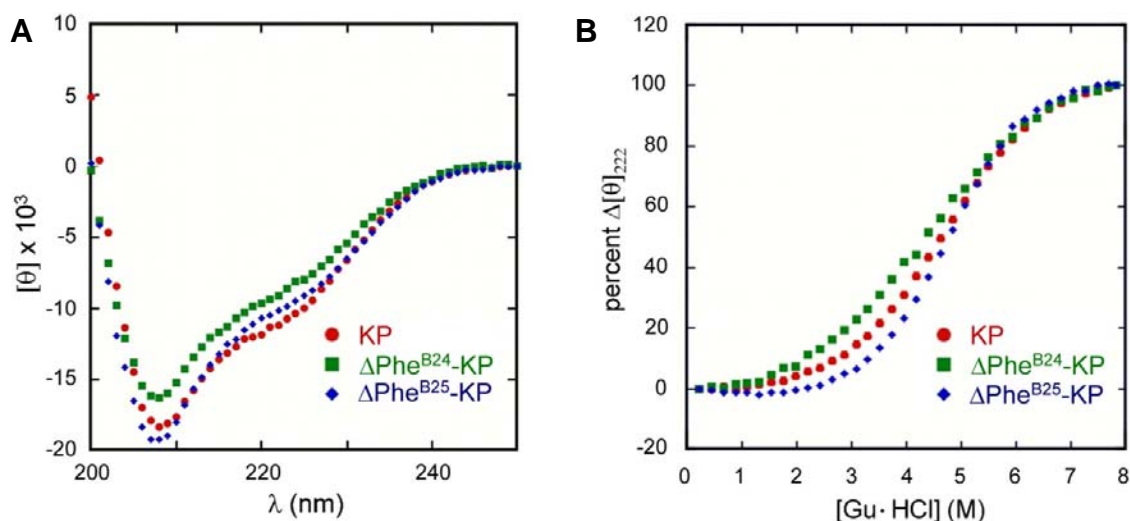 A
10
5
0
-5
-10
-15
-20
[θ] x 10³
200
220
240
λ (nm)
KP
ΔPheᴮ²⁴-KP
ΔPheᴮ²⁵-KP
B
120
100
80
60
40
20
0
-20
percent Δ[θ]₂₂₂
0
1
2
3
4
5
6
7
8
[Gu·HCl] (M)
KP
ΔPheᴮ²⁴-KP
ΔPheᴮ²⁵-KP